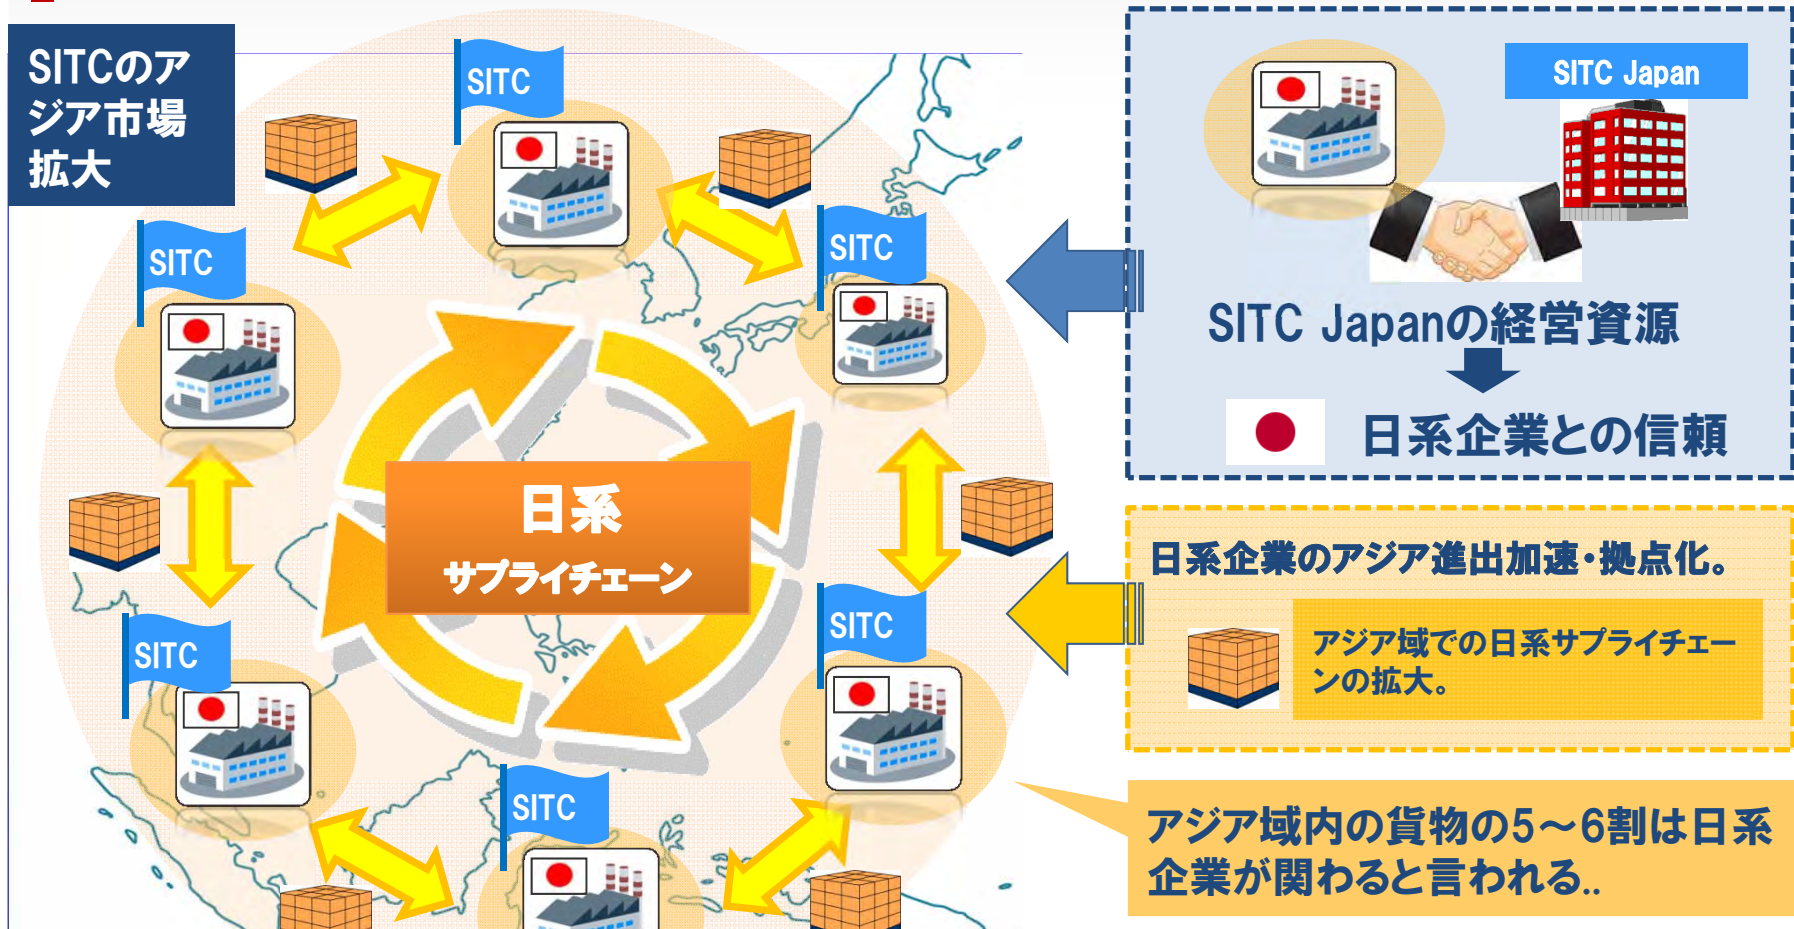 SITCのア
ジア市場
拡大
SITC
SITC
SITC
SITC
SITC
SITC
日系
サプライチェーン
SITC Japan
SITC Japanの経営資源
日系企業との信頼
日系企業のアジア進出加速・拠点化。
アジア域での日系サプライチェー
ンの拡大。
アジア域内の貨物の5～6割は日系
企業が関わると言われる..